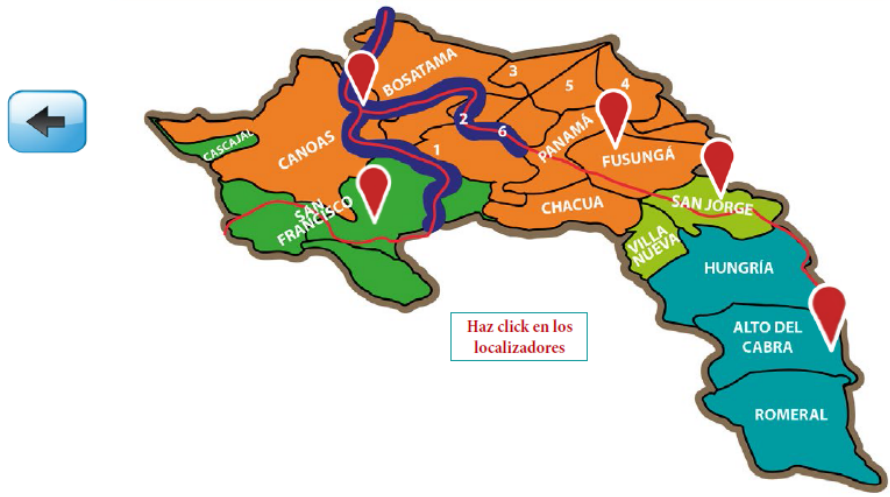 BOSATAMA
3
5
4
CASCAJAL
CANOAS
1
2
6
PANAMÁ
FUSUNGÁ
SAN
FRANCISCO
CHACUA
SAN JORGE
VILLA
NUEVA
HUNGRÍA
Haz click en los
localizadores
ALTO DEL
CABRA
ROMERAL